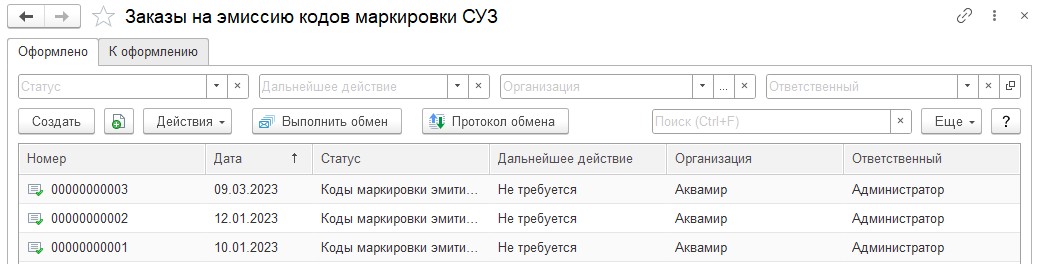 Заказы на эмиссию кодов маркировки СУЗ
Оформлено К оформлению
Статус Дальнейшее действие Организация ... Ответственный
Создать Действия Выполнить обмен Протокол обмена Поиск (Ctrl+F) × Еще ?
Номер Дата ↑ Статус Дальнейшее действие Организация Ответственный
00000000003 09.03.2023 Коды маркировки эмити... Не требуется Аквамир Администратор
00000000002 12.01.2023 Коды маркировки эмити... Не требуется Аквамир Администратор
00000000001 10.01.2023 Коды маркировки эмити... Не требуется Аквамир Администратор